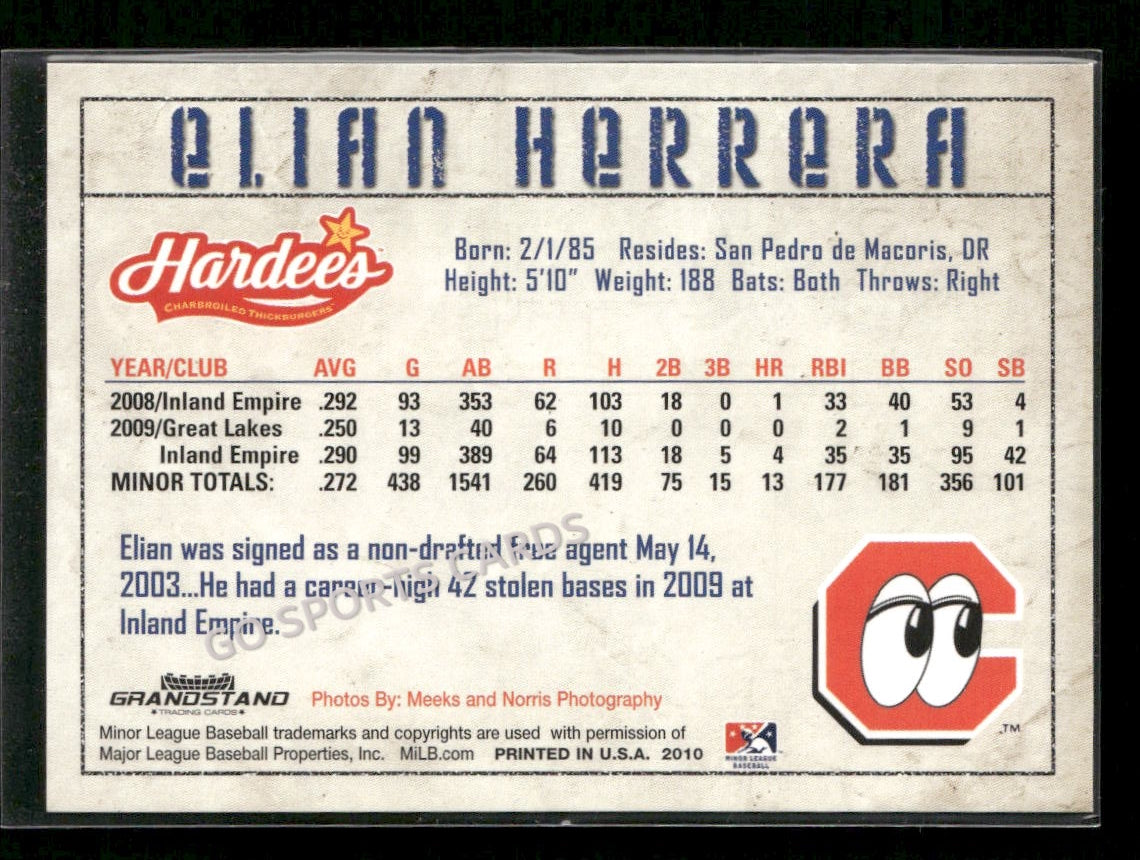 ELIAN HERRERA
Hardee's
CHARBROILED THICKBURGERS™
Born: 2/1/85 Resides: San Pedro de Macoris, DR
Height: 5'10" Weight: 188 Bats: Both Throws: Right
YEAR/CLUB AVG G AB R H 2B 3B HR RBI BB SO SB
2008/Inland Empire .292 93 353 62 103 18 0 1 33 40 53 4
2009/Great Lakes .250 13 40 6 10 0 0 0 2 1 9 1
Inland Empire .290 99 389 64 113 18 5 4 35 35 95 42
MINOR TOTALS: .272 438 1541 260 419 75 15 13 177 181 356 101
Elian was signed as a non-drafted free agent May 14,
2003...He had a career-high 42 stolen bases in 2009 at
Inland Empire.
GO SPORTS CARDS
C
™
GRANDSTAND
★TRADING CARDS★
Photos By: Meeks and Norris Photography
Minor League Baseball trademarks and copyrights are used with permission of
Major League Baseball Properties, Inc. MiLB.com PRINTED IN U.S.A. 2010
MINOR LEAGUE
BASEBALL